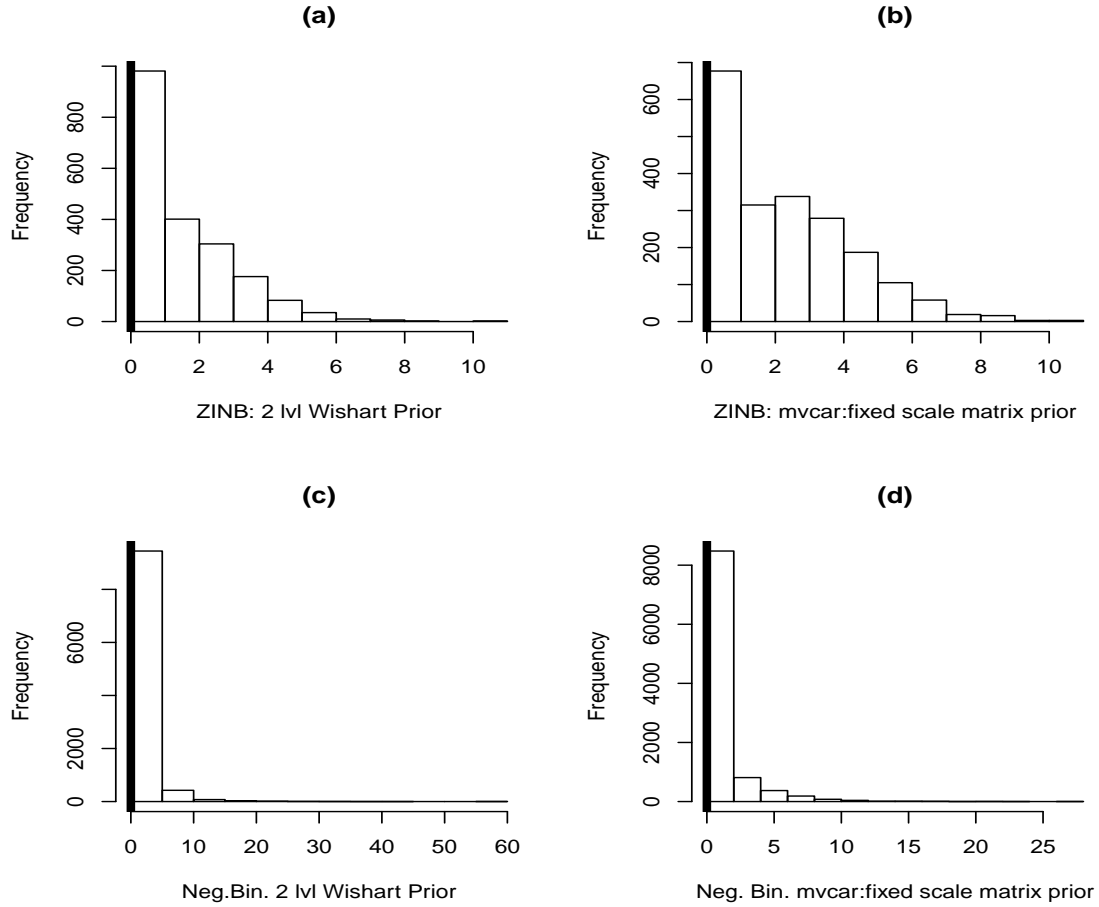 (a)
Frequency
0 200 400 600 800
0 2 4 6 8 10
ZINB: 2 lvl Wishart Prior
(b)
Frequency
0 200 400 600
0 2 4 6 8 10
ZINB: mvcar:fixed scale matrix prior
(c)
Frequency
0 2000 6000
0 10 20 30 40 50 60
Neg.Bin. 2 lvl Wishart Prior
(d)
Frequency
0 2000 4000 6000 8000
0 5 10 15 20 25
Neg. Bin. mvcar:fixed scale matrix prior